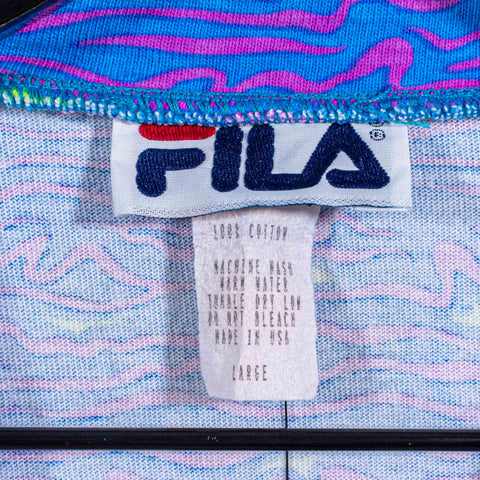 FILA ®
100% COTTON
MACHINE WASH
WARM WATER
TUMBLE DRY LOW
DO NOT BLEACH
MADE IN USA
LARGE